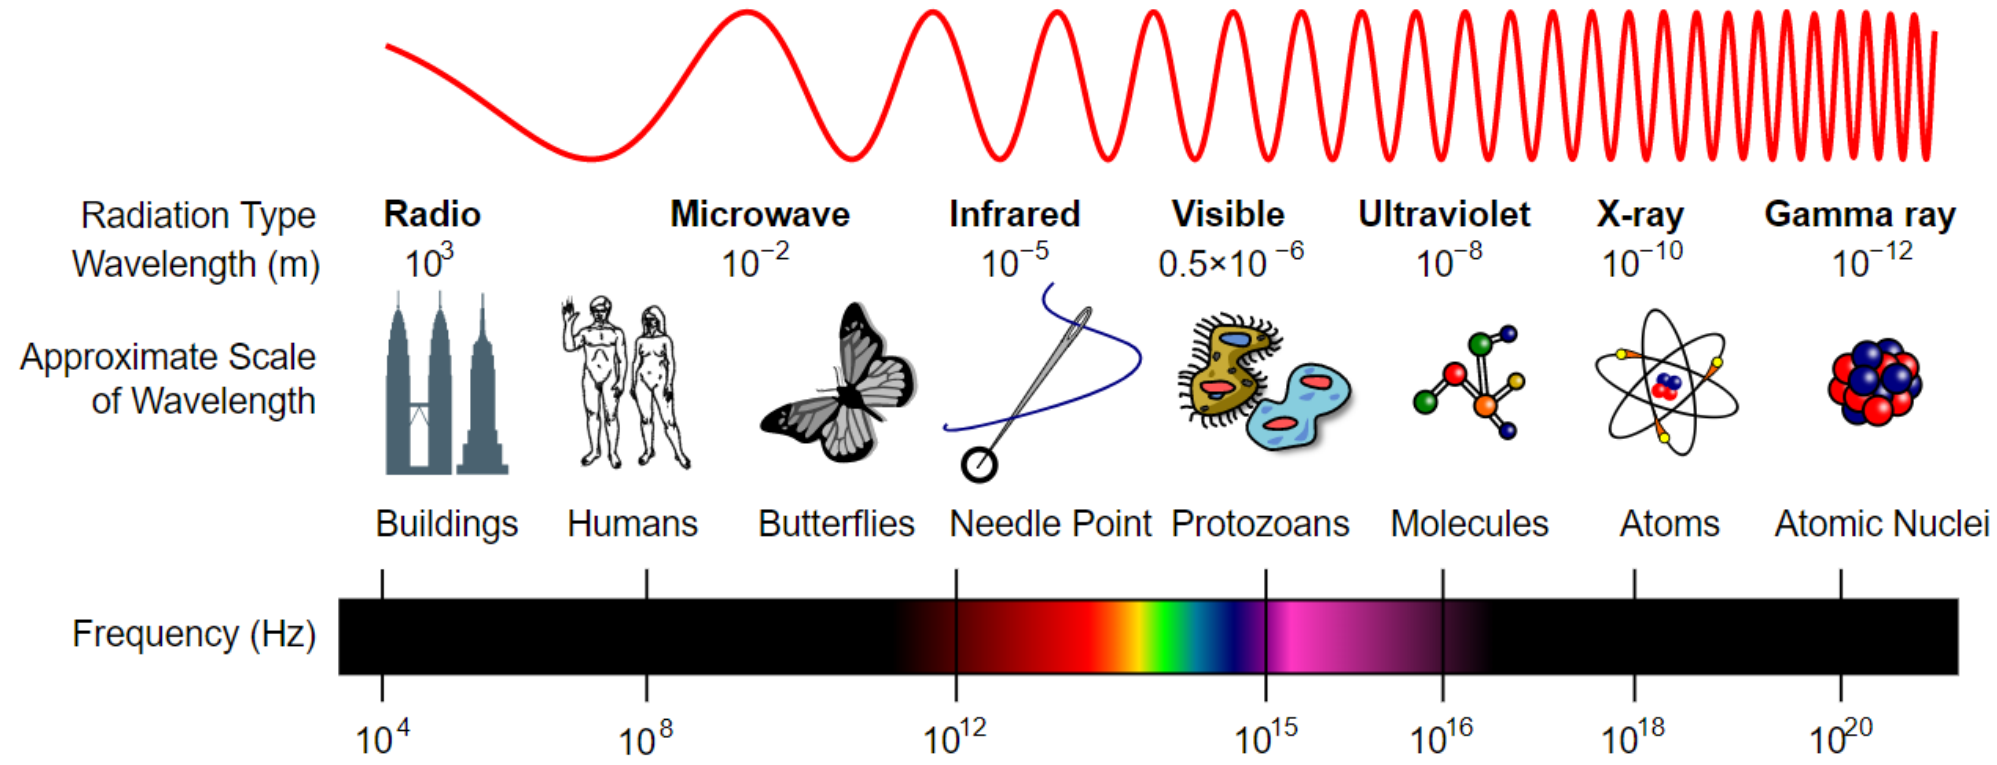 Radiation Type Radio Microwave Infrared Visible Ultraviolet X-ray Gamma ray
Wavelength (m) 10³ 10⁻² 10⁻⁵ 0.5×10⁻⁶ 10⁻⁸ 10⁻¹⁰ 10⁻¹²
Approximate Scale
of Wavelength
Buildings Humans Butterflies Needle Point Protozoans Molecules Atoms Atomic Nuclei
Frequency (Hz)
10⁴ 10⁸ 10¹² 10¹⁵ 10¹⁶ 10¹⁸ 10²⁰